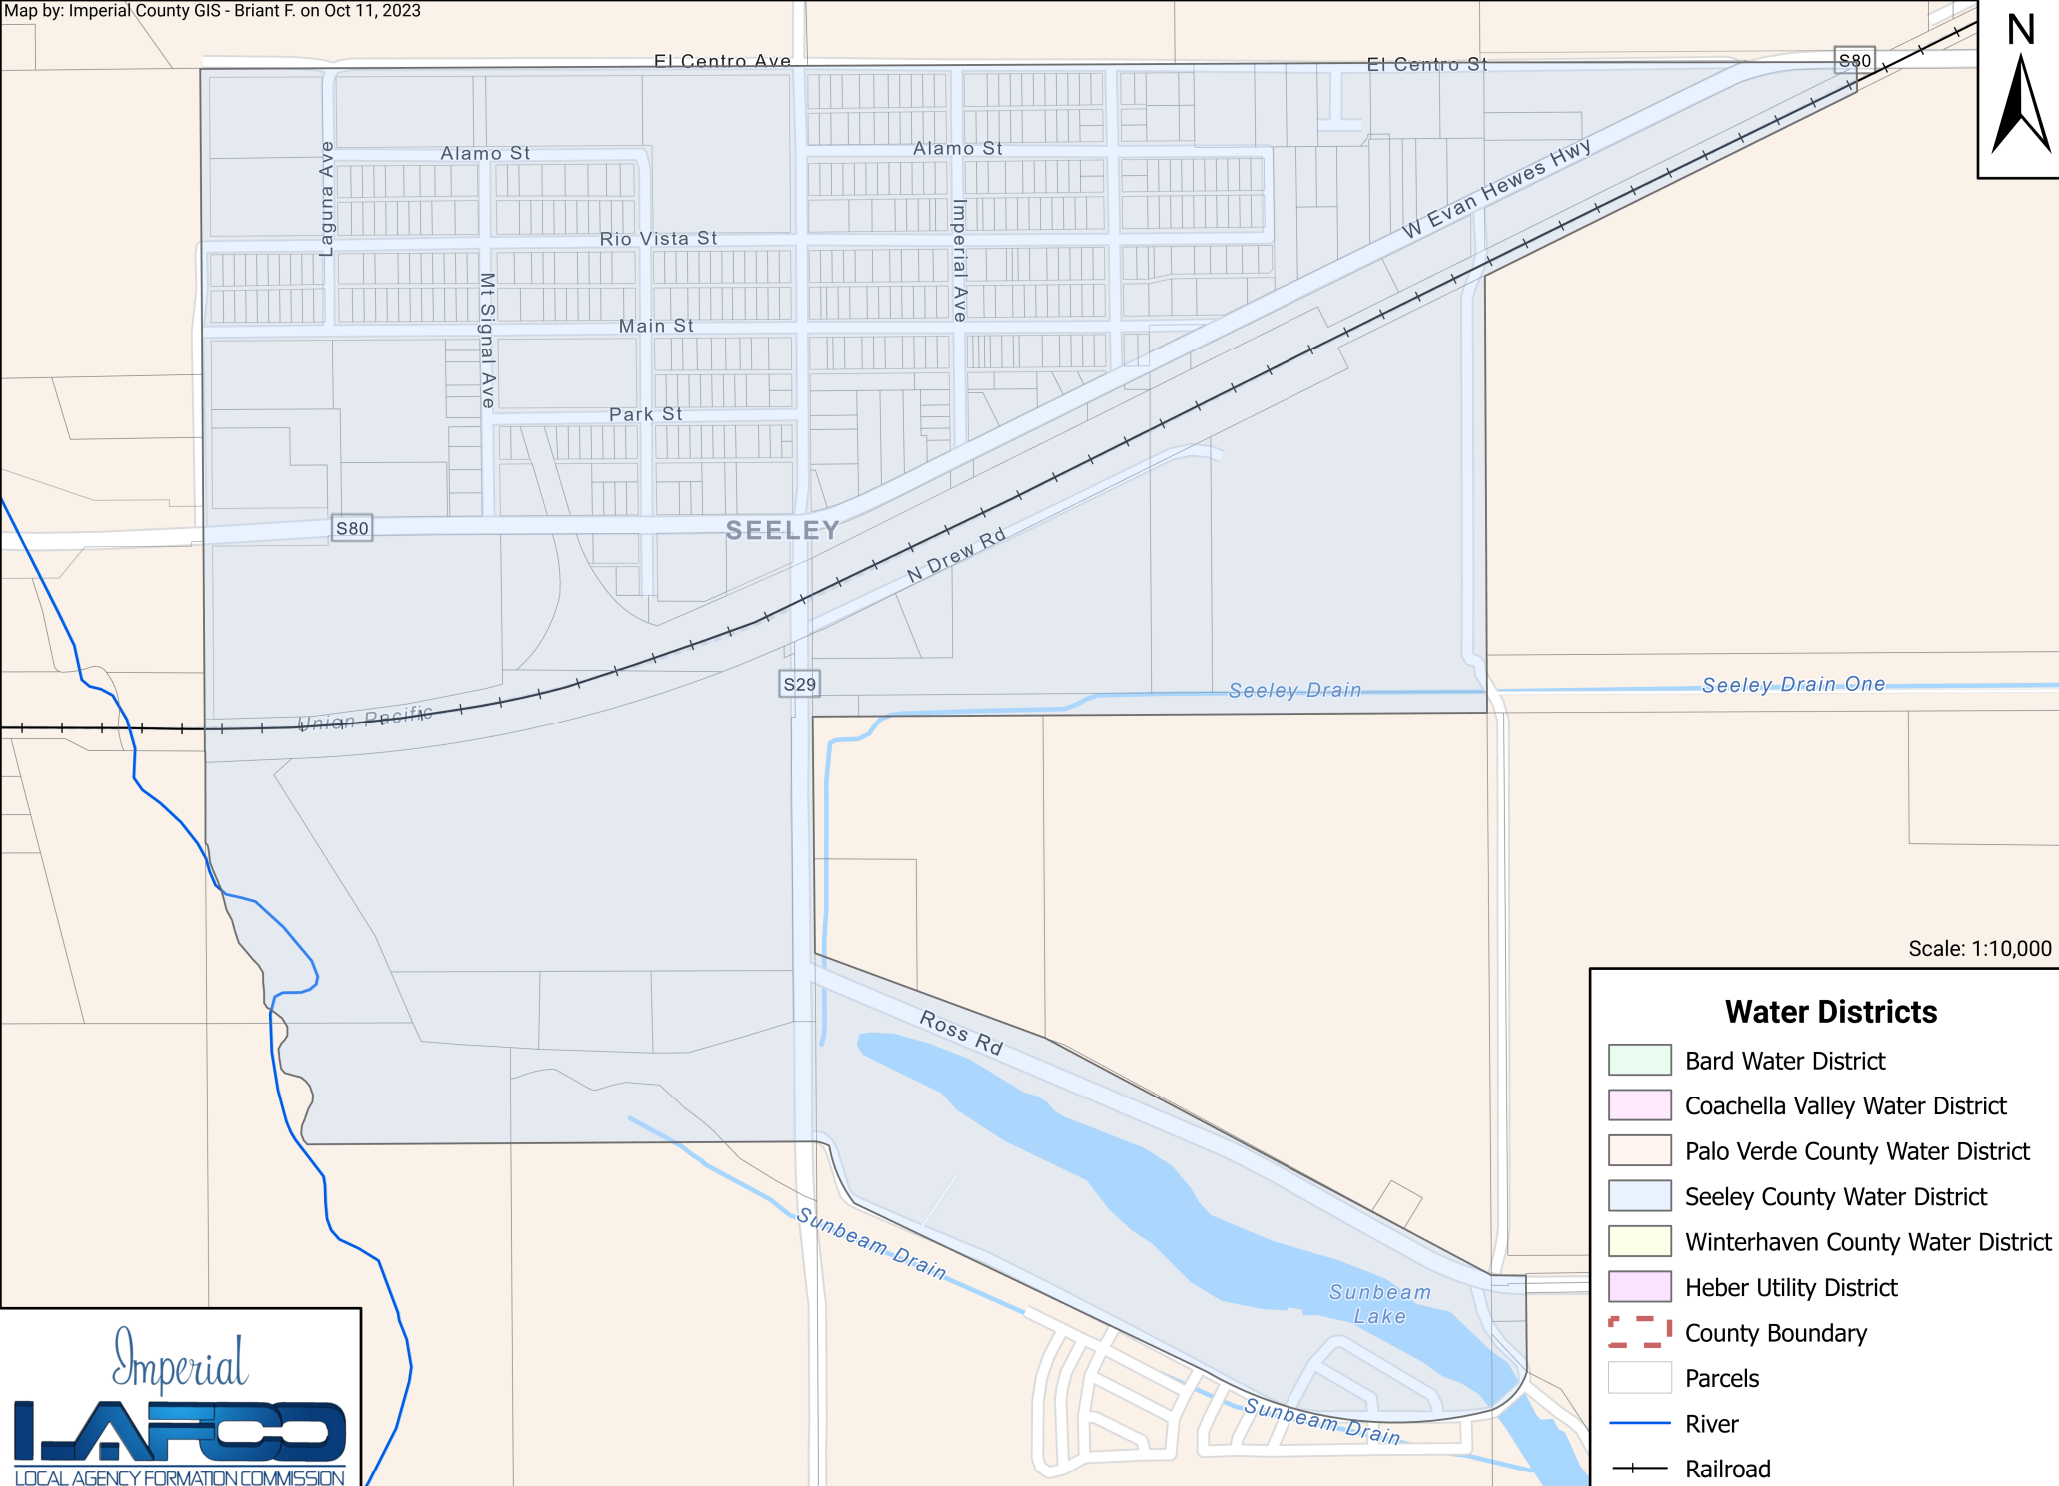 Map by: Imperial County GIS - Briant F. on Oct 11, 2023
N
El Centro Ave
El Centro St
S80
Laguna Ave
Alamo St
Alamo St
W Evan Hewes Hwy
Rio Vista St
Imperial Ave
Mt Signal Ave
Main St
Park St
S80
SEELEY
N Drew Rd
S29
Seeley Drain
Seeley Drain One
Union Pacific
Ross Rd
Sunbeam Drain
Sunbeam
Lake
Sunbeam Drain
Scale: 1:10,000
Water Districts
Bard Water District
Coachella Valley Water District
Palo Verde County Water District
Seeley County Water District
Winterhaven County Water District
Heber Utility District
County Boundary
Parcels
River
Railroad
Imperial
LAFCO
LOCAL AGENCY FORMATION COMMISSION